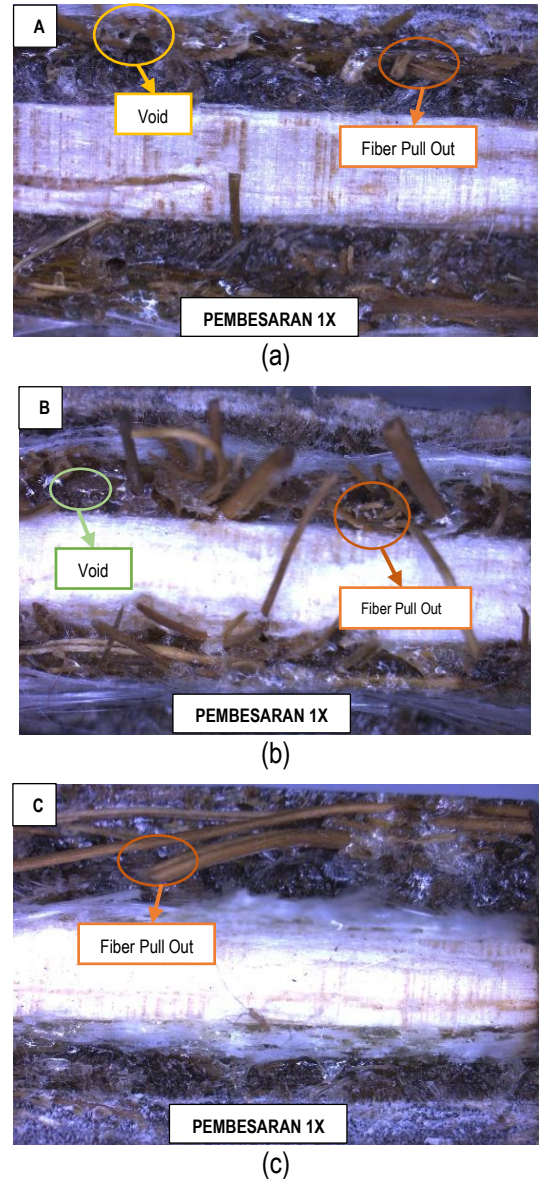 A
Void
Fiber Pull Out
PEMBESARAN 1X
(a)
B
Void
Fiber Pull Out
PEMBESARAN 1X
(b)
C
Fiber Pull Out
PEMBESARAN 1X
(c)